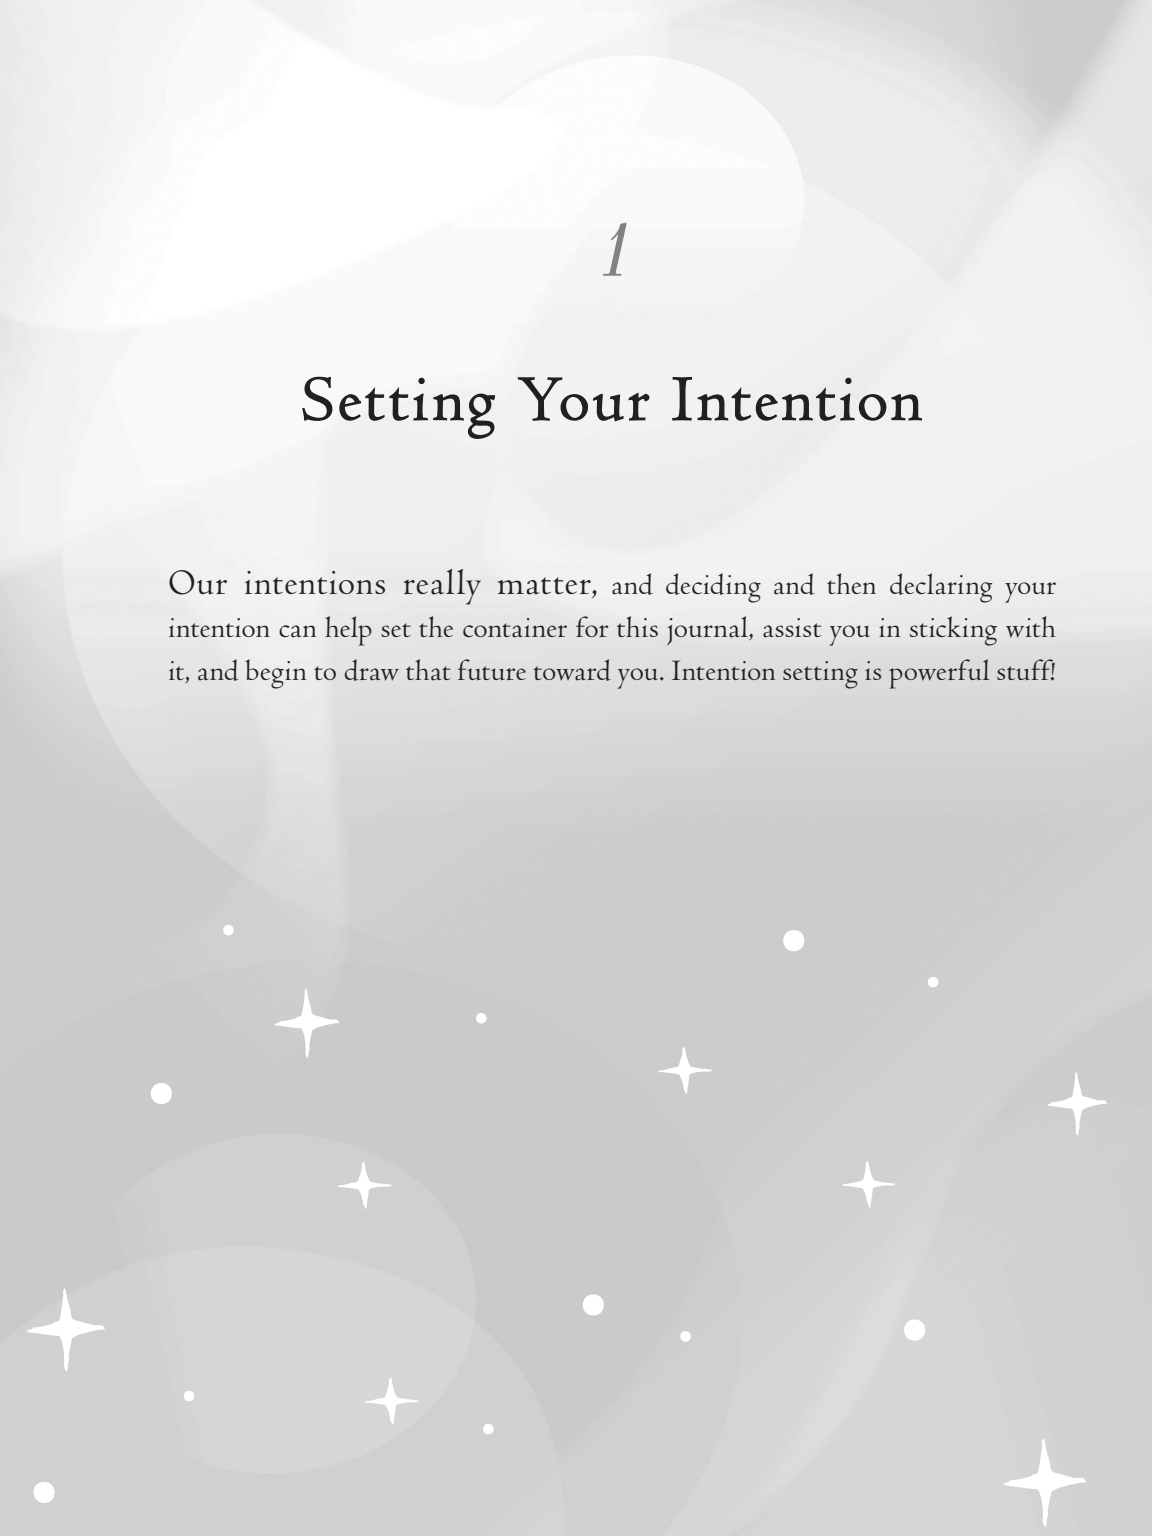 1
Setting Your Intention
Our intentions really matter, and deciding and then declaring your
intention can help set the container for this journal, assist you in sticking with
it, and begin to draw that future toward you. Intention setting is powerful stuff!